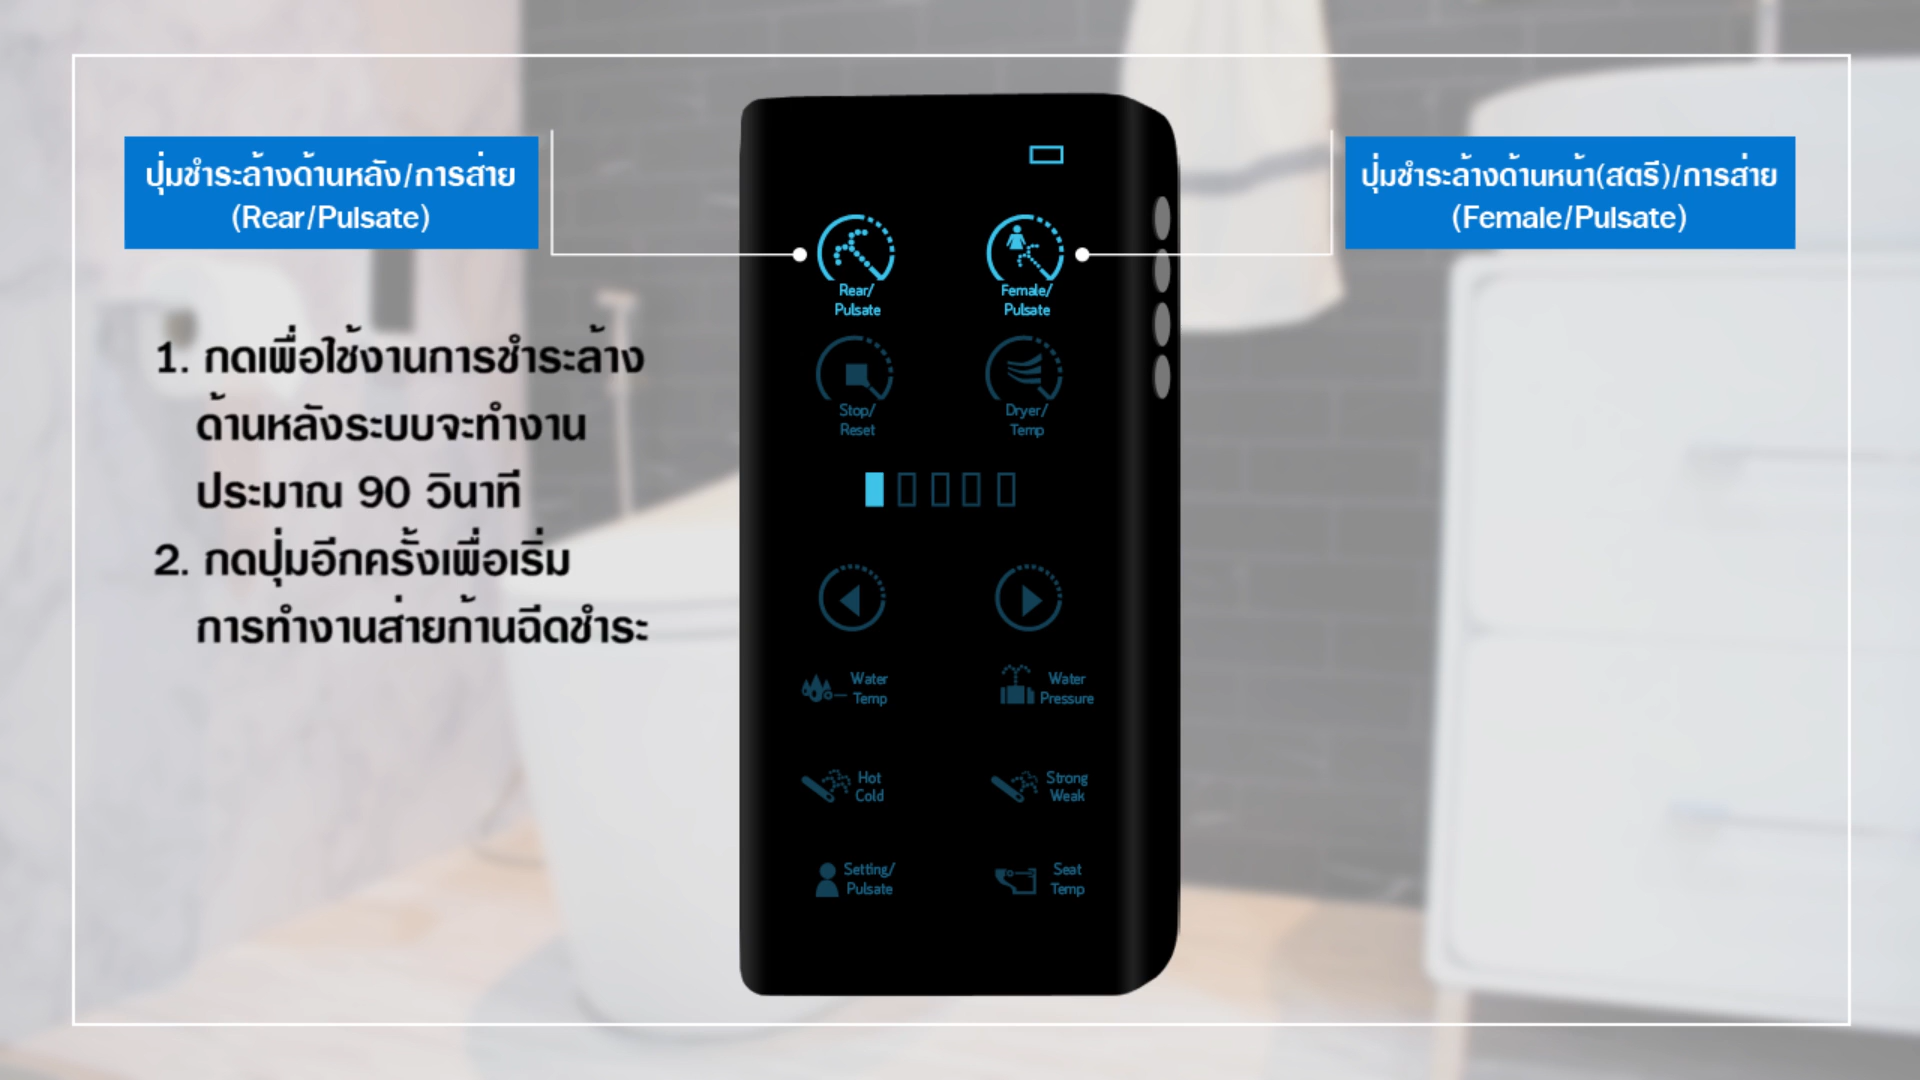 ปุ่มชำระล้างด้านหลัง/การส่าย
(Rear/Pulsate)
ปุ่มชำระล้างด้านหน้า(สตรี)/การส่าย
(Female/Pulsate)
1. กดเพื่อใช้งานการชำระล้าง
ด้านหลังระบบจะทำงาน
ประมาณ 90 วินาที
2. กดปุ่มอีกครั้งเพื่อเริ่ม
การทำงานส่ายก้านฉีดชำระ
Rear/
Pulsate
Female/
Pulsate
Stop/
Reset
Dryer/
Temp
Water
Temp
Water
Pressure
Hot
Cold
Strong
Weak
Setting/
Pulsate
Seat
Temp